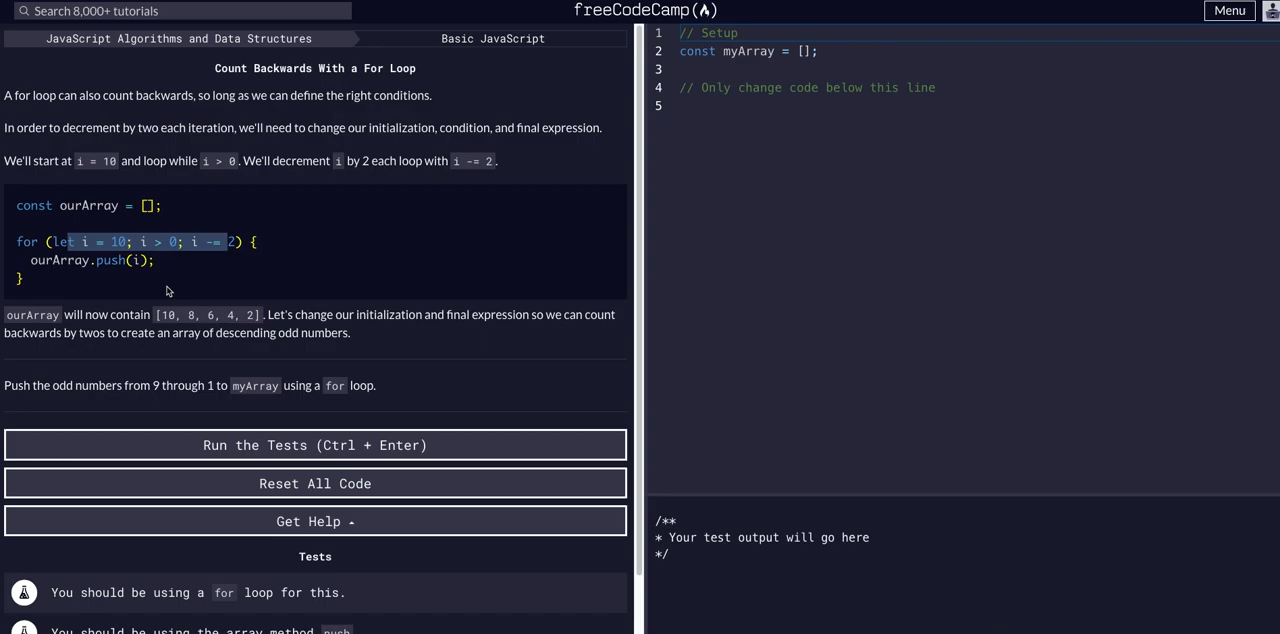 Search 8,000+ tutorials
freeCodeCamp
Menu
JavaScript Algorithms and Data Structures
Basic JavaScript
Count Backwards With a For Loop
A for loop can also count backwards, so long as we can define the right conditions.
In order to decrement by two each iteration, we'll need to change our initialization, condition, and final expression.
We'll start at i = 10 and loop while i > 0. We'll decrement i by 2 each loop with i -= 2.
const ourArray = [];
for (let i = 10; i > 0; i -= 2) {
ourArray.push(i);
}
ourArray will now contain [10, 8, 6, 4, 2]. Let's change our initialization and final expression so we can count
backwards by twos to create an array of descending odd numbers.
Push the odd numbers from 9 through 1 to myArray using a for loop.
Run the Tests (Ctrl + Enter)
Reset All Code
Get Help
Tests
You should be using a for loop for this.
You should be using the array method push
1 // Setup
2 const myArray = [];
3
4 // Only change code below this line
5
/**
* Your test output will go here
*/